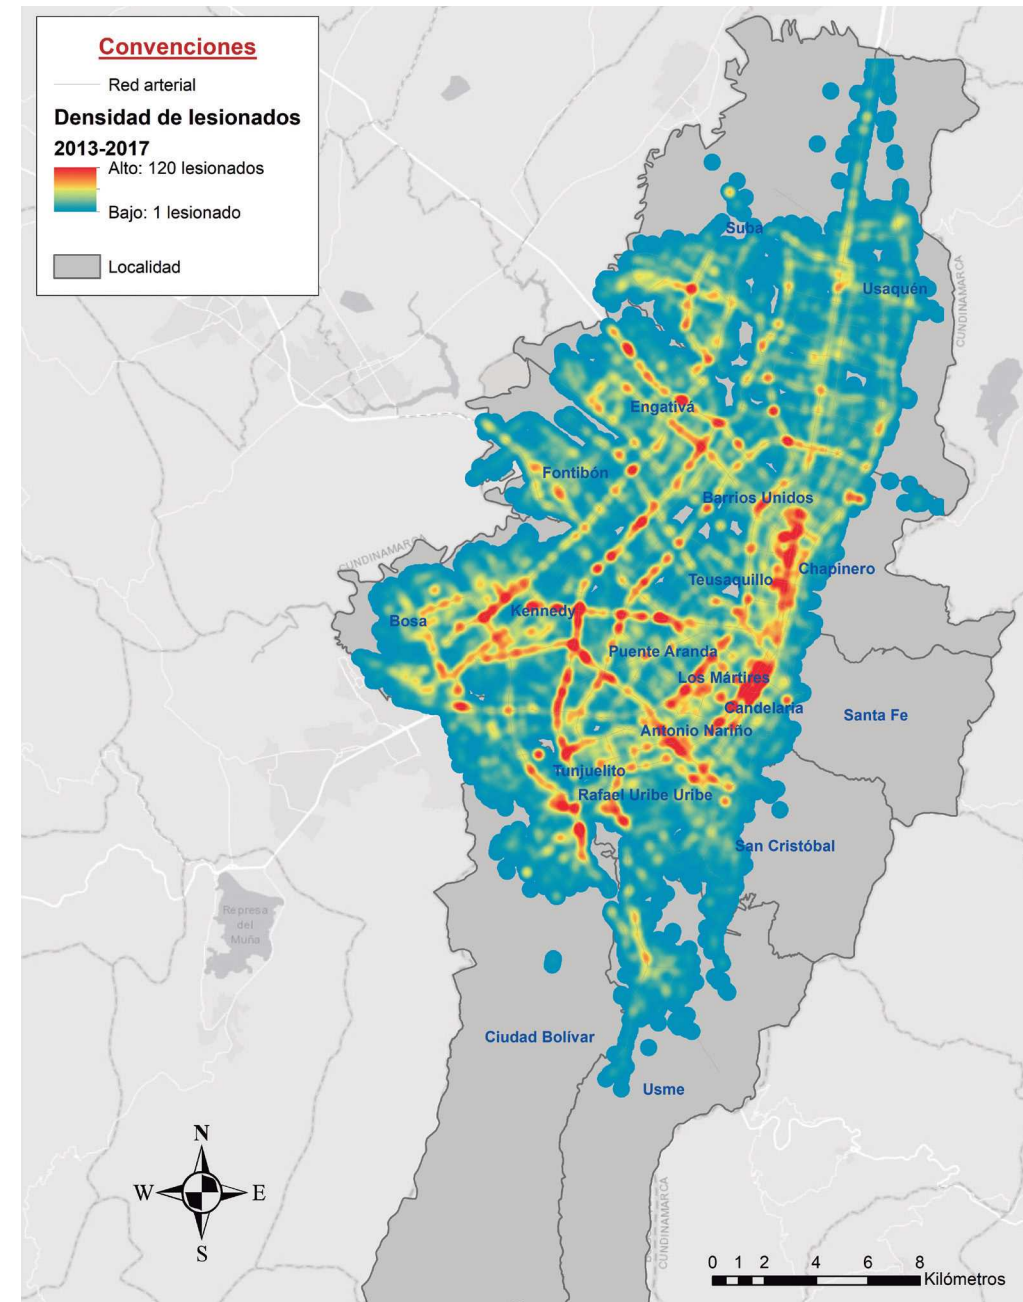 Convenciones
Red arterial
Densidad de lesionados
2013-2017
Alto: 120 lesionados
Bajo: 1 lesionado
Localidad
Suba
Usaquén
CUNDINAMARCA
Engativá
Fontibón
Barrios Unidos
CUNDINAMARCA
Chapinero
Teusaquillo
Kennedy
Bosa
Puente Aranda
Los Mártires
Candelaria
Santa Fe
Antonio Nariño
Tunjuelito
Rafael Uribe Uribe
San Cristóbal
Represa
del
Muña
Ciudad Bolívar
Usme
N
W
E
S
CUNDINAMARCA
0 1 2 4 6 8
Kilómetros